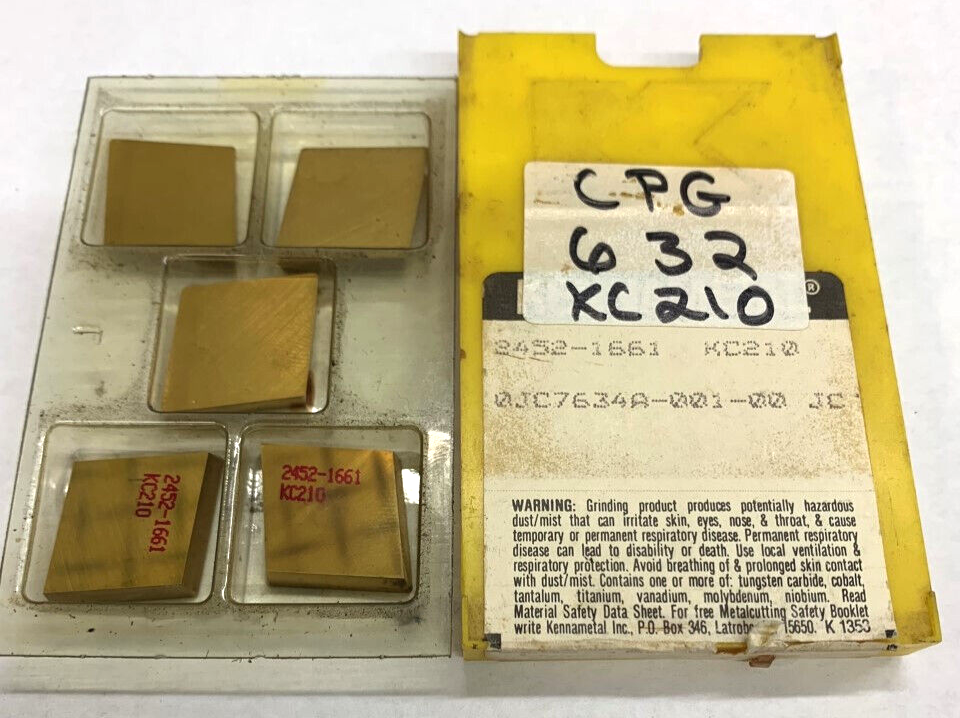 CPG
632
KC210
®
2452-1661 KC210
0JC7634A-001-00 JC
WARNING: Grinding product produces potentially hazardous
dust/mist that can irritate skin, eyes, nose, & throat, & cause
temporary or permanent respiratory disease. Permanent respiratory
disease can lead to disability or death. Use local ventilation &
respiratory protection. Avoid breathing of & prolonged skin contact
with dust/mist. Contains one or more of: tungsten carbide, cobalt,
tantalum, titanium, vanadium, molybdenum, niobium. Read
Material Safety Data Sheet. For free Metalcutting Safety Booklet
write Kennametal Inc., P.O. Box 346, 15650. K 1353
2452-1661
KC210
2452-1661
KC210